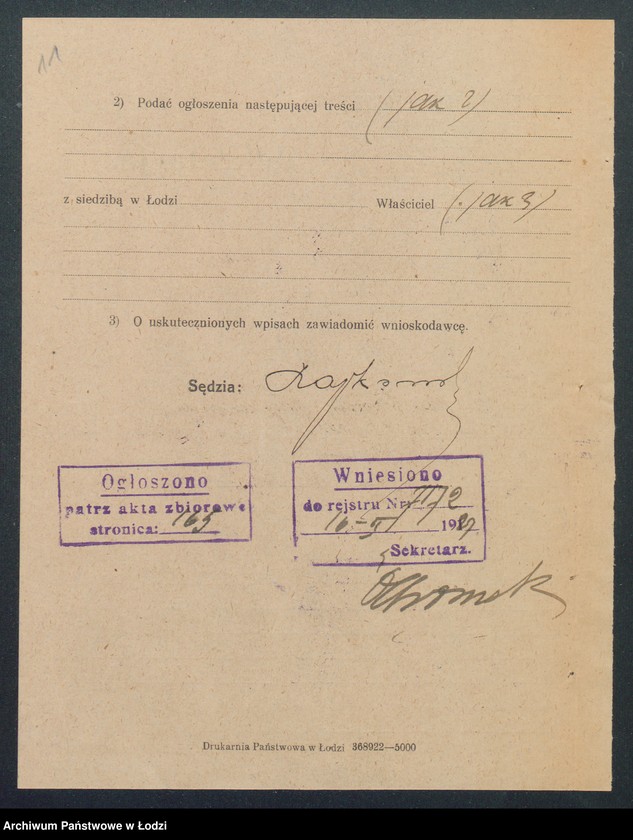 11
2) Podać ogłoszenia następującej treści (jak 2)
z siedzibą w Łodzi Właściciel (jak 3)
3) O uskutecznionych wpisach zawiadomić wnioskodawcę.
Sędzia:
Ogłoszono
patrz akta zbiorowe
stronica: 165
Wniesiono
do rejstru Nr.
192
Sekretarz.
Drukarnia Państwowa w Łodzi 368922—5000
Archiwum Państwowe w Łodzi